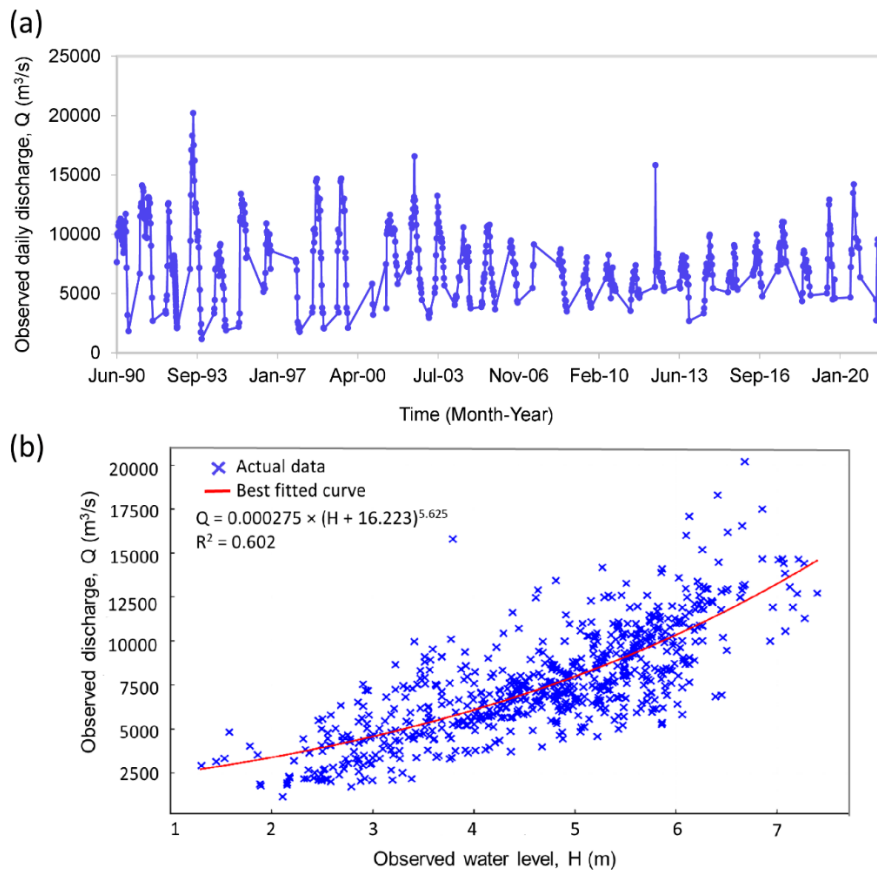 (a)
Observed daily discharge, Q (m³/s)
25000
20000
15000
10000
5000
0
Jun-90 Sep-93 Jan-97 Apr-00 Jul-03 Nov-06 Feb-10 Jun-13 Sep-16 Jan-20
Time (Month-Year)
(b)
Observed discharge, Q (m³/s)
20000
17500
15000
12500
10000
7500
5000
2500
Actual data
Best fitted curve
Q = 0.000275 × (H + 16.223)⁵·⁶²⁵
R² = 0.602
1 2 3 4 5 6 7
Observed water level, H (m)